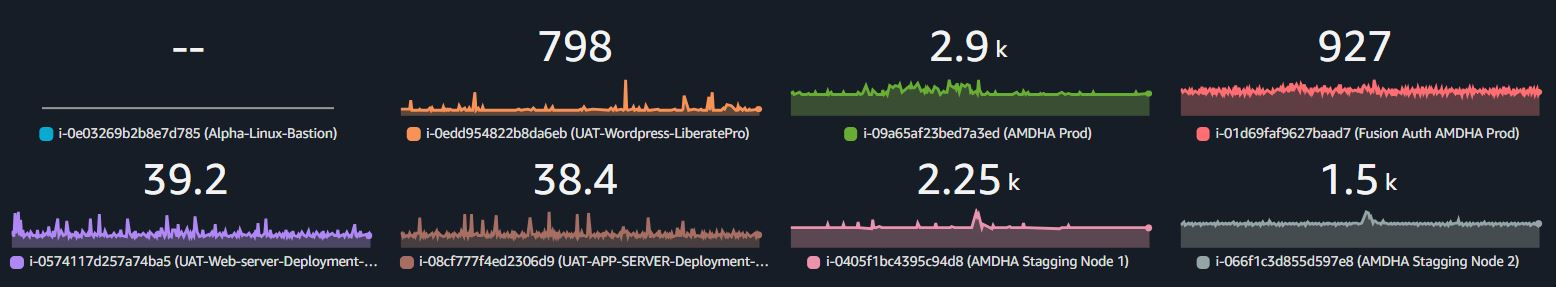 --
798
2.9 k
927
i-0e03269b2b8e7d785 (Alpha-Linux-Bastion)
i-0edd954822b8da6eb (UAT-Wordpress-LiberatePro)
i-09a65af23bed7a3ed (AMDHA Prod)
i-01d69faf9627baad7 (Fusion Auth AMDHA Prod)
39.2
38.4
2.25 k
1.5 k
i-0574117d257a74ba5 (UAT-Web-server-Deployment-...
i-08cf777f4ed2306d9 (UAT-APP-SERVER-Deployment-...
i-0405f1bc4395c94d8 (AMDHA Stagging Node 1)
i-066f1c3d855d597e8 (AMDHA Stagging Node 2)